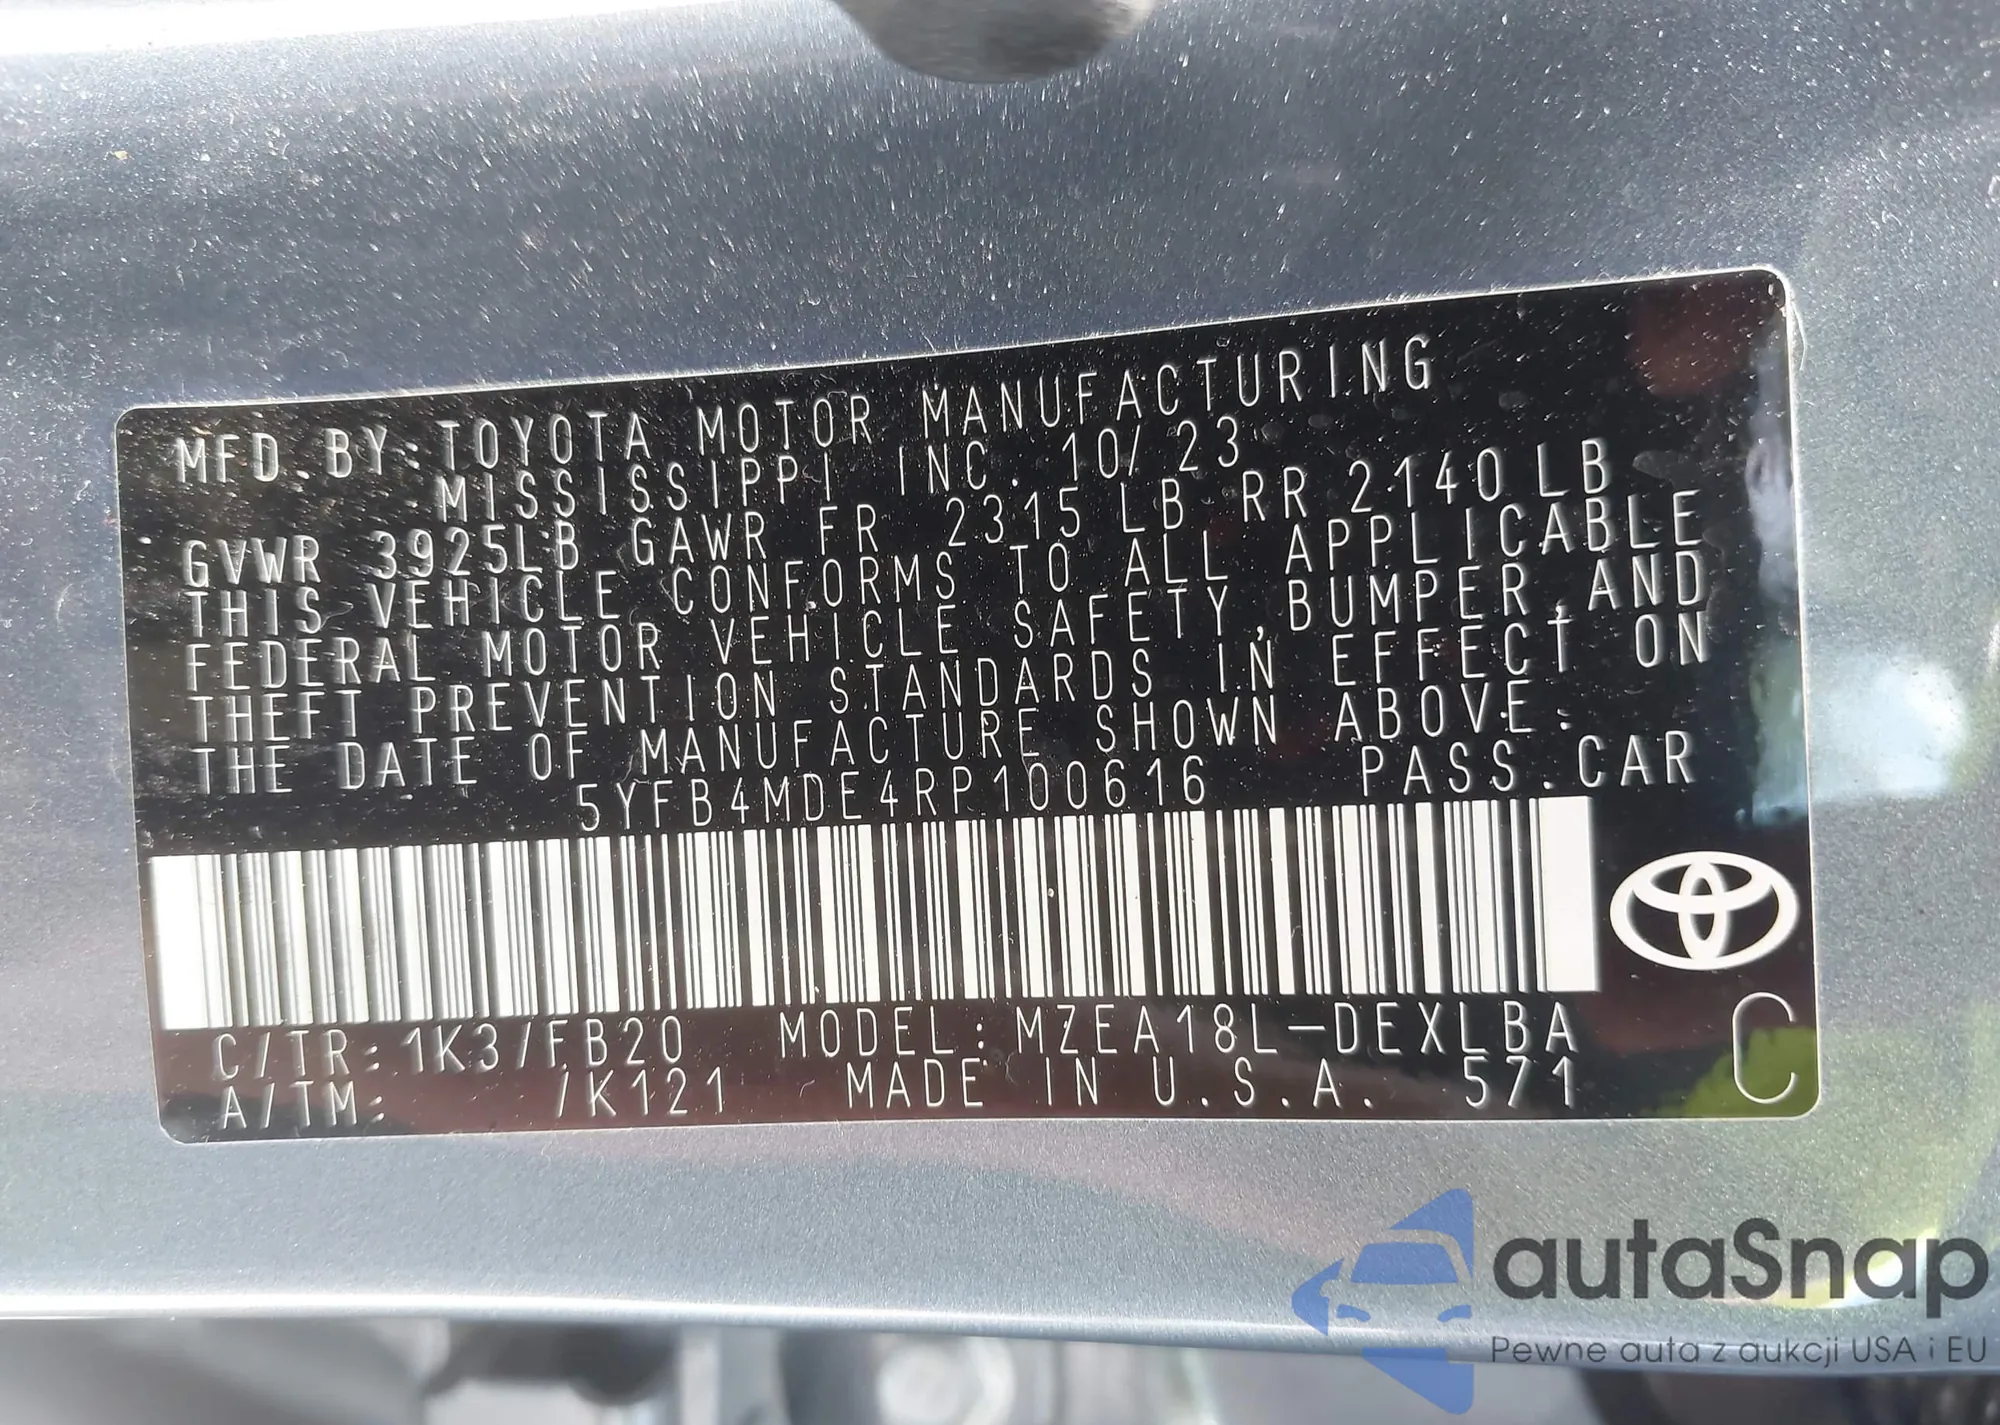 MFD.BY:TOYOTA MOTOR MANUFACTURING
MISSISSIPPI INC. 10/23
GVWR 3925LB GAWR FR 2315 LB RR 2140LB
THIS VEHICLE CONFORMS TO ALL APPLICABLE
FEDERAL MOTOR VEHICLE SAFETY,BUMPER,AND
THEFT PREVENTION STANDARDS IN EFFECT ON
THE DATE OF MANUFACTURE SHOWN ABOVE.
5YFB4MDE4RP100616 PASS.CAR
C/TR:1K3/FB20 MODEL:MZEA18L-DEXLBA
A/TM: /K121 MADE IN U.S.A. 571
C
autaSnap
Pewne auta z aukcji USA i EU